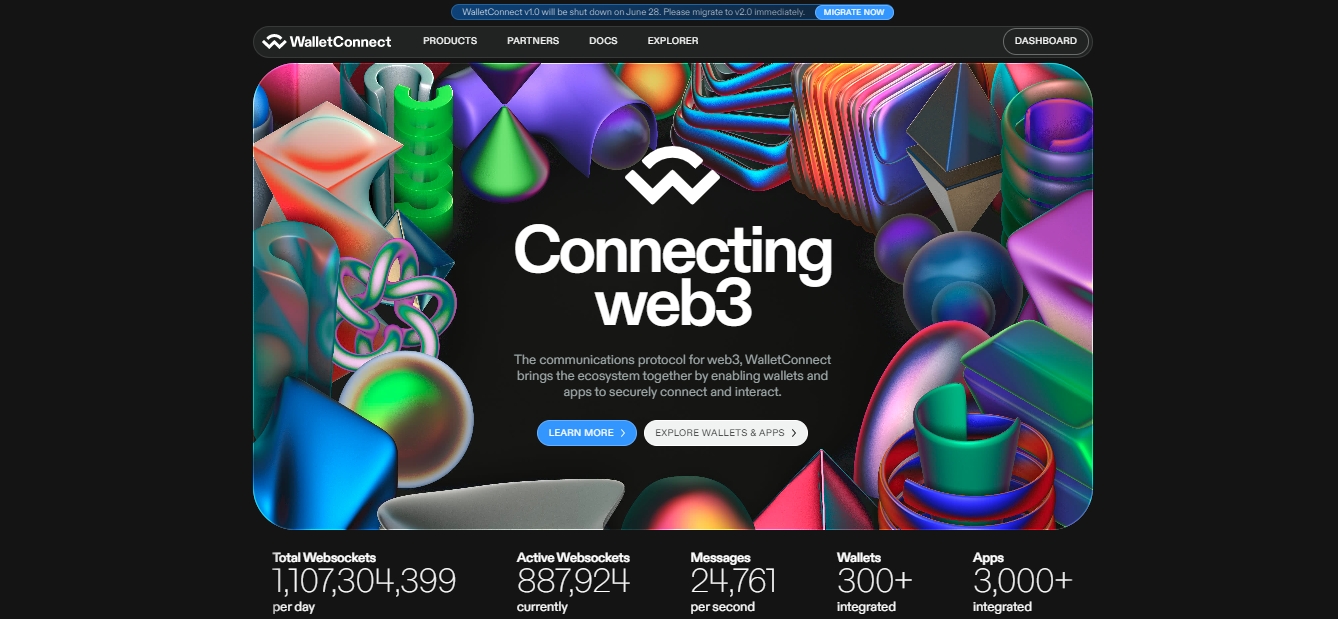 WalletConnect v1.0 will be shut down on June 28. Please migrate to v2.0 immediately. MIGRATE NOW
WalletConnect PRODUCTS PARTNERS DOCS EXPLORER DASHBOARD
Connecting
web3
The communications protocol for web3, WalletConnect
brings the ecosystem together by enabling wallets and
apps to securely connect and interact.
LEARN MORE EXPLORE WALLETS & APPS
Total Websockets Active Websockets Messages Wallets Apps
1,107,304,399 887,924 24,761 300+ 3,000+
per day currently per second integrated integrated